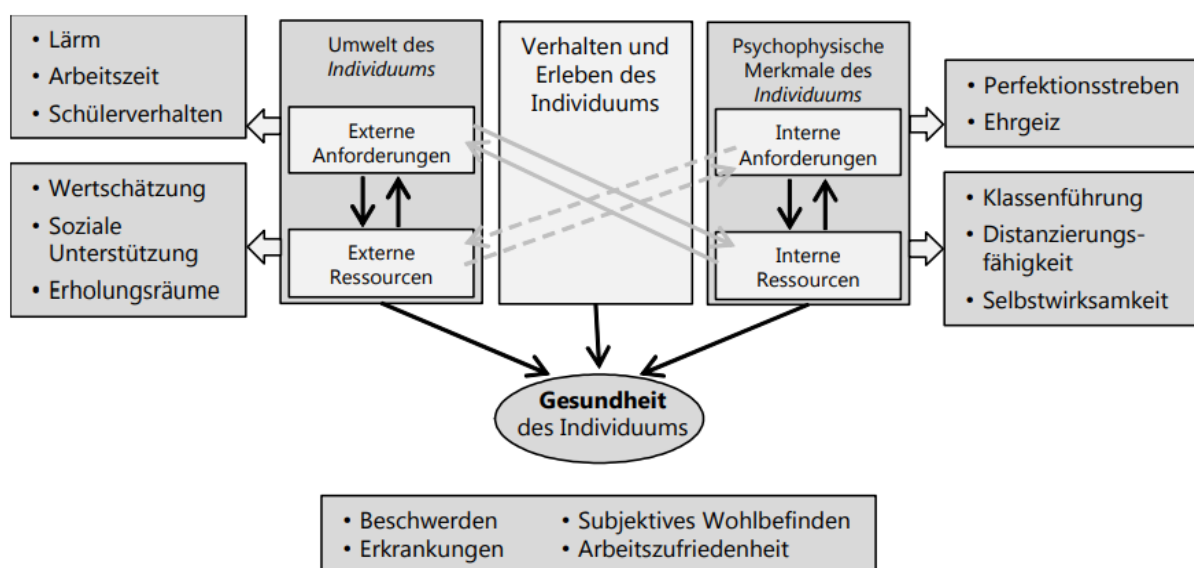 • Lärm
• Arbeitszeit
• Schülerverhalten
• Wertschätzung
• Soziale
Unterstützung
• Erholungsräume
Umwelt des
Individuums
Externe
Anforderungen
Externe
Ressourcen
Verhalten und
Erleben des
Individuums
Psychophysische
Merkmale des
Individuums
Interne
Anforderungen
Interne
Ressourcen
• Perfektionsstreben
• Ehrgeiz
• Klassenführung
• Distanzierungs-
fähigkeit
• Selbstwirksamkeit
Gesundheit
des Individuums
• Beschwerden
• Erkrankungen
• Subjektives Wohlbefinden
• Arbeitszufriedenheit